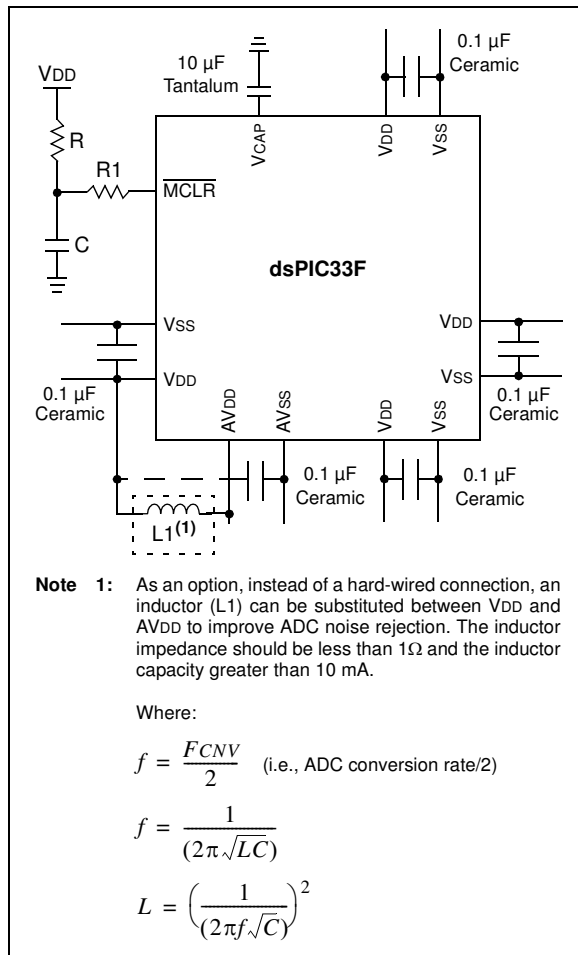 0.1 µF
Ceramic
10 µF
Tantalum
VDD
R
R1
MCLR
C
VCAP
VDD
VSS
dsPIC33F
VSS
VDD
VDD
VSS
0.1 µF
Ceramic
0.1 µF
Ceramic
AVDD
AVSS
VDD
VSS
0.1 µF
Ceramic
0.1 µF
Ceramic
L1(1)
Note 1: As an option, instead of a hard-wired connection, an
inductor (L1) can be substituted between VDD and
AVDD to improve ADC noise rejection. The inductor
impedance should be less than 1Ω and the inductor
capacity greater than 10 mA.
Where:
f = FCNV / 2 (i.e., ADC conversion rate/2)
f = 1 / (2π√LC)
L = (1 / (2πf√C))²